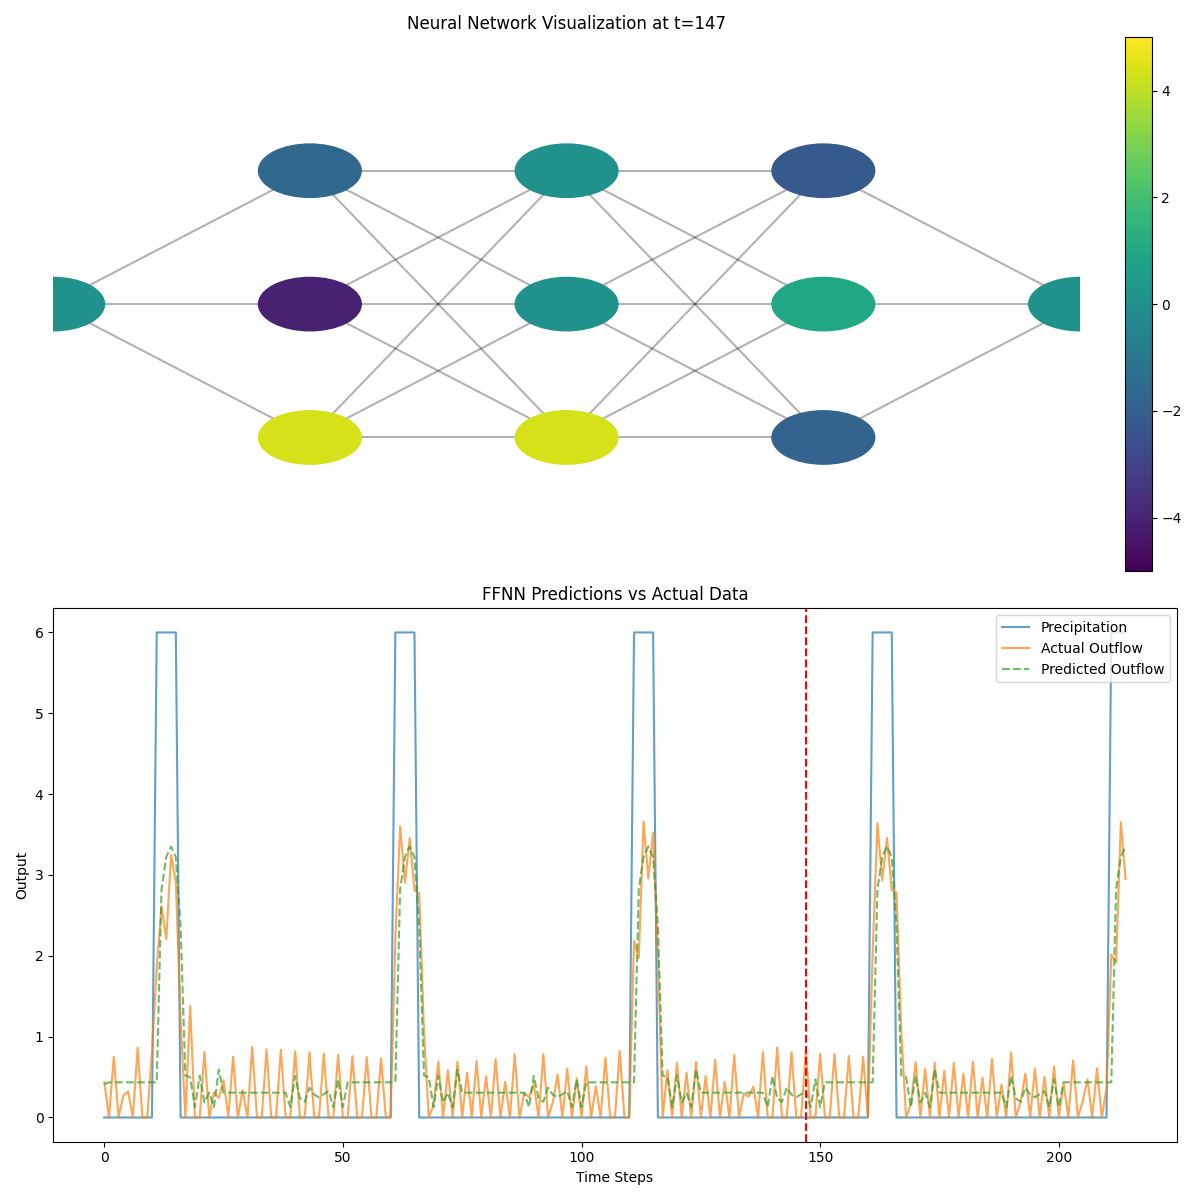 Neural Network Visualization at t=147
4
2
0
−2
−4
FFNN Predictions vs Actual Data
Precipitation
Actual Outflow
Predicted Outflow
6
5
4
3
2
1
0
Output
0 50 100 150 200
Time Steps